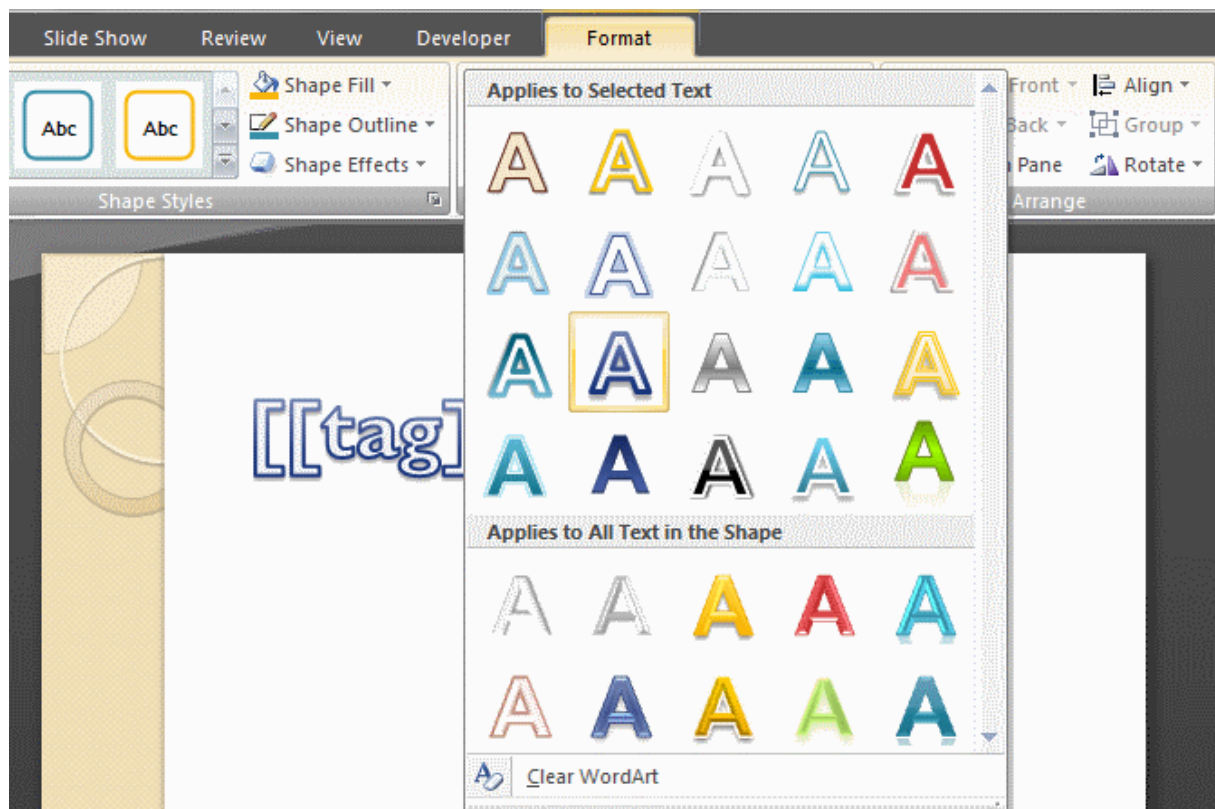 Slide Show Review View Developer Format
Abc Abc
Shape Fill
Shape Outline
Shape Effects
Shape Styles
Applies to Selected Text
A A A A A
A A A A A
A A A A A
A A A A A
Applies to All Text in the Shape
A A A A A
A A A A A
Clear WordArt
Front Align
Back Group
Pane Rotate
Arrange
[[tag]